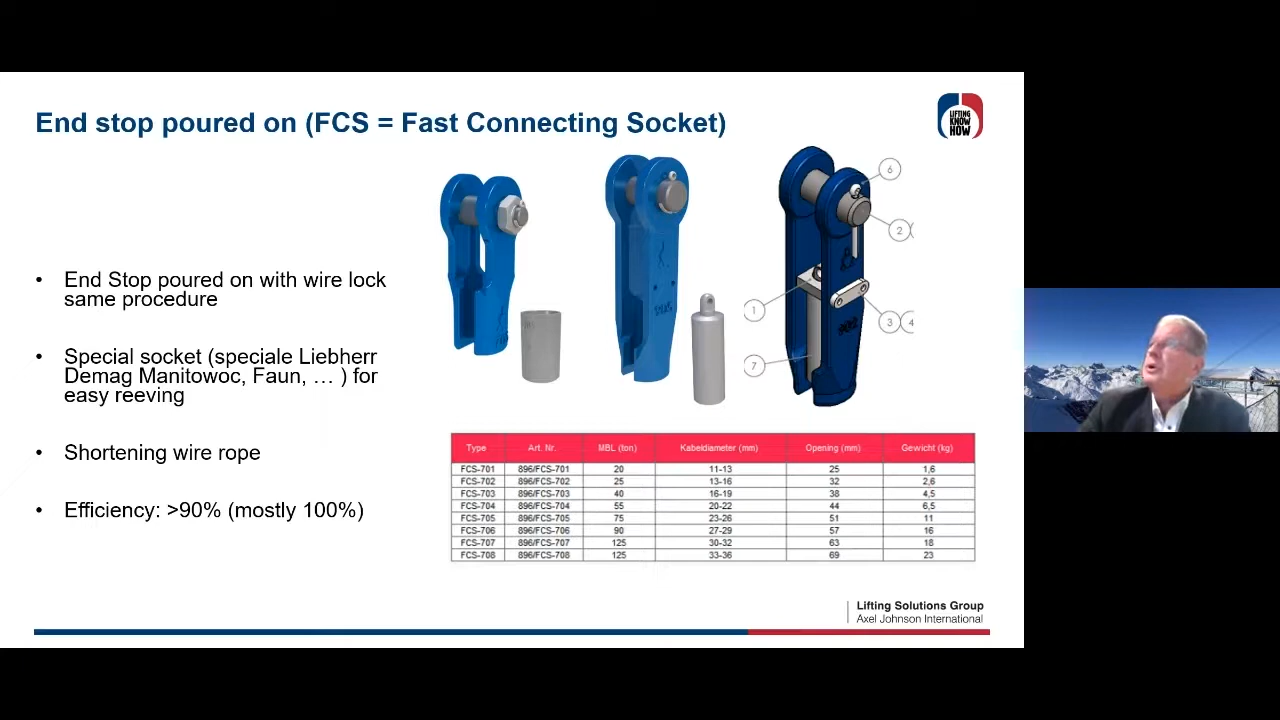 End stop poured on (FCS = Fast Connecting Socket)
LIFTING
KNOW
HOW
• End Stop poured on with wire lock
same procedure
• Special socket (speciale Liebherr
Demag Manitowoc, Faun, … ) for
easy reeving
• Shortening wire rope
• Efficiency: >90% (mostly 100%)
6
2
1
3 4
7
Type Art. Nr. MBL (ton) Kabeldiameter (mm) Opening (mm) Gewicht (kg)
FCS-701 896/FCS-701 20 11-13 25 1,6
FCS-702 896/FCS-702 25 13-16 32 2,6
FCS-703 896/FCS-703 40 16-19 38 4,5
FCS-704 896/FCS-704 55 20-22 44 6,5
FCS-705 896/FCS-705 75 23-26 51 11
FCS-706 896/FCS-706 90 27-29 57 16
FCS-707 896/FCS-707 125 30-32 63 18
FCS-708 896/FCS-708 125 33-36 69 23
Lifting Solutions Group
Axel Johnson International